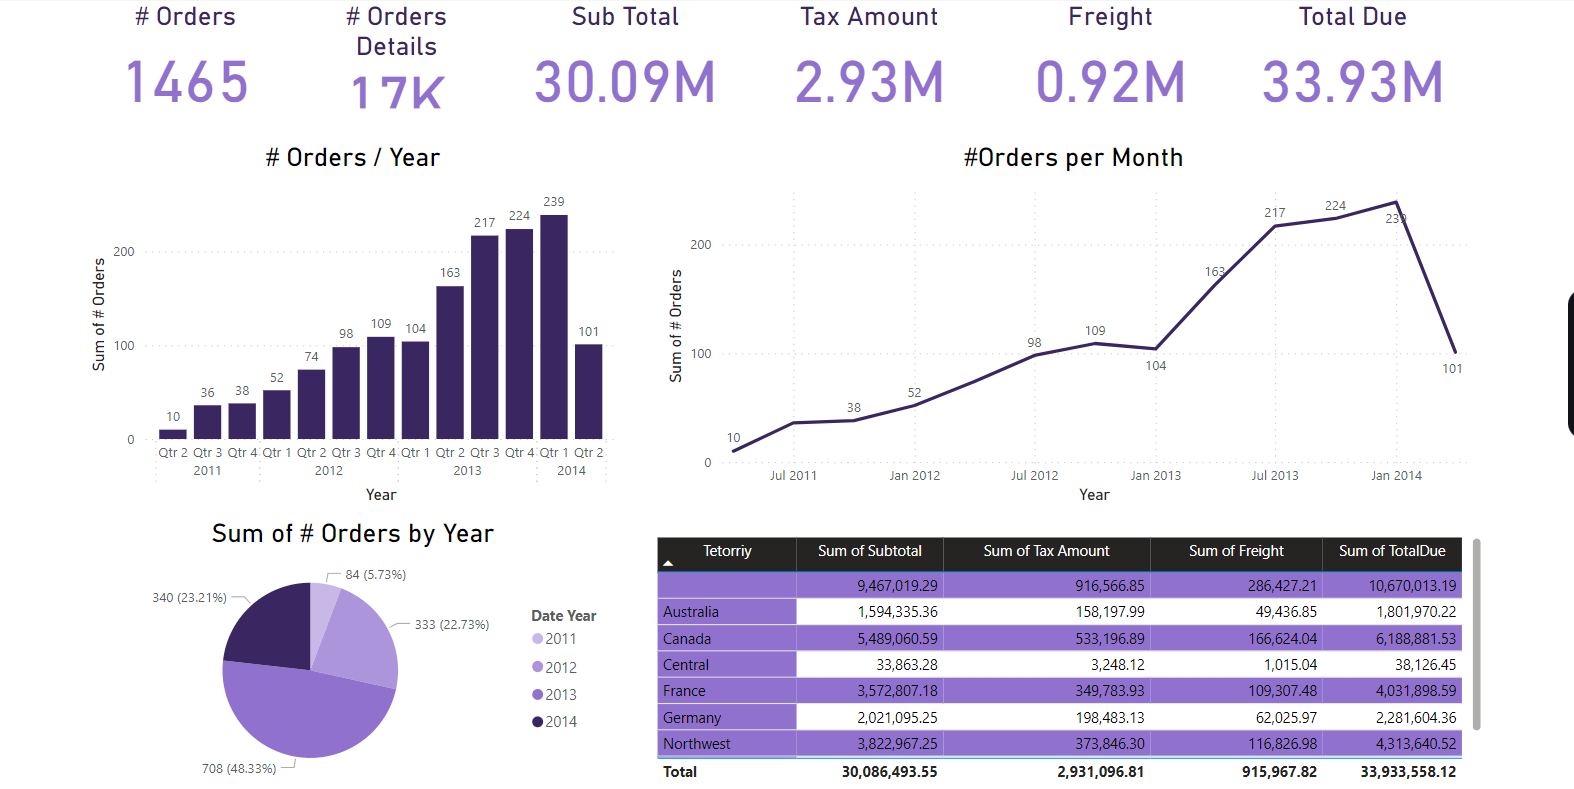 # Orders
1465
# Orders
Details
17K
Sub Total
30.09M
Tax Amount
2.93M
Freight
0.92M
Total Due
33.93M
# Orders / Year
Sum of # Orders
200
100
0
10
36
38
52
74
98
109
104
163
217
224
239
101
Qtr 2 Qtr 3 Qtr 4 Qtr 1 Qtr 2 Qtr 3 Qtr 4 Qtr 1 Qtr 2 Qtr 3 Qtr 4 Qtr 1 Qtr 2
2011 2012 2013 2014
Year
#Orders per Month
Sum of # Orders
200
100
0
10
38
52
98
109
104
163
217
224
239
101
Jul 2011 Jan 2012 Jul 2012 Jan 2013 Jul 2013 Jan 2014
Year
Sum of # Orders by Year
84 (5.73%)
333 (22.73%)
708 (48.33%)
340 (23.21%)
Date Year
2011
2012
2013
2014
Tetorriy Sum of Subtotal Sum of Tax Amount Sum of Freight Sum of TotalDue
9,467,019.29 916,566.85 286,427.21 10,670,013.19
Australia 1,594,335.36 158,197.99 49,436.85 1,801,970.22
Canada 5,489,060.59 533,196.89 166,624.04 6,188,881.53
Central 33,863.28 3,248.12 1,015.04 38,126.45
France 3,572,807.18 349,783.93 109,307.48 4,031,898.59
Germany 2,021,095.25 198,483.13 62,025.97 2,281,604.36
Northwest 3,822,967.25 373,846.30 116,826.98 4,313,640.52
Total 30,086,493.55 2,931,096.81 915,967.82 33,933,558.12